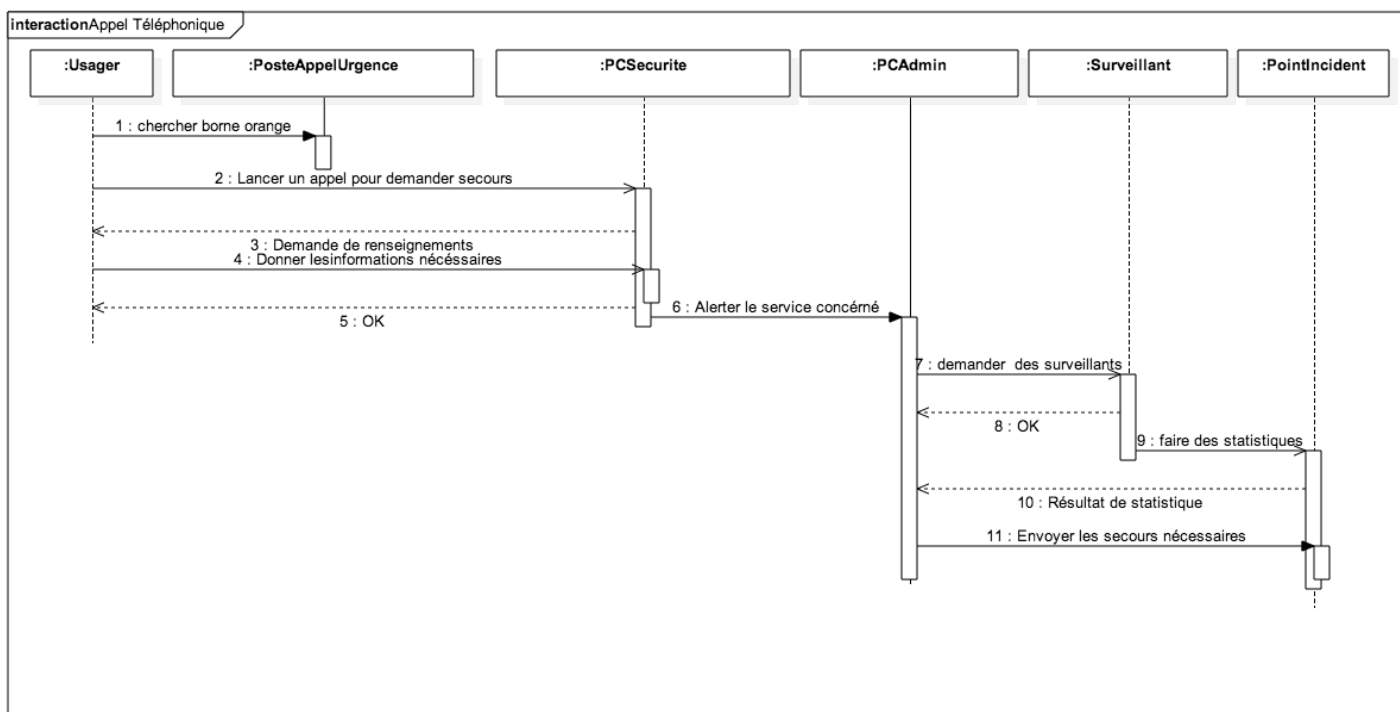 interactionAppel Téléphonique
:Usager
:PosteAppelUrgence
:PCSecurite
:PCAdmin
:Surveillant
:PointIncident
1 : chercher borne orange
2 : Lancer un appel pour demander secours
3 : Demande de renseignements
4 : Donner lesinformations nécéssaires
5 : OK
6 : Alerter le service concérné
7 : demander des surveillants
8 : OK
9 : faire des statistiques
10 : Résultat de statistique
11 : Envoyer les secours nécessaires